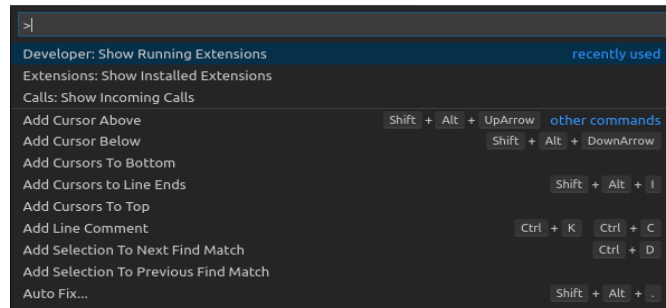 >
Developer: Show Running Extensions recently used
Extensions: Show Installed Extensions
Calls: Show Incoming Calls
Add Cursor Above Shift + Alt + UpArrow other commands
Add Cursor Below Shift + Alt + DownArrow
Add Cursors To Bottom
Add Cursors to Line Ends Shift + Alt + I
Add Cursors To Top
Add Line Comment Ctrl + K Ctrl + C
Add Selection To Next Find Match Ctrl + D
Add Selection To Previous Find Match
Auto Fix... Shift + Alt + .